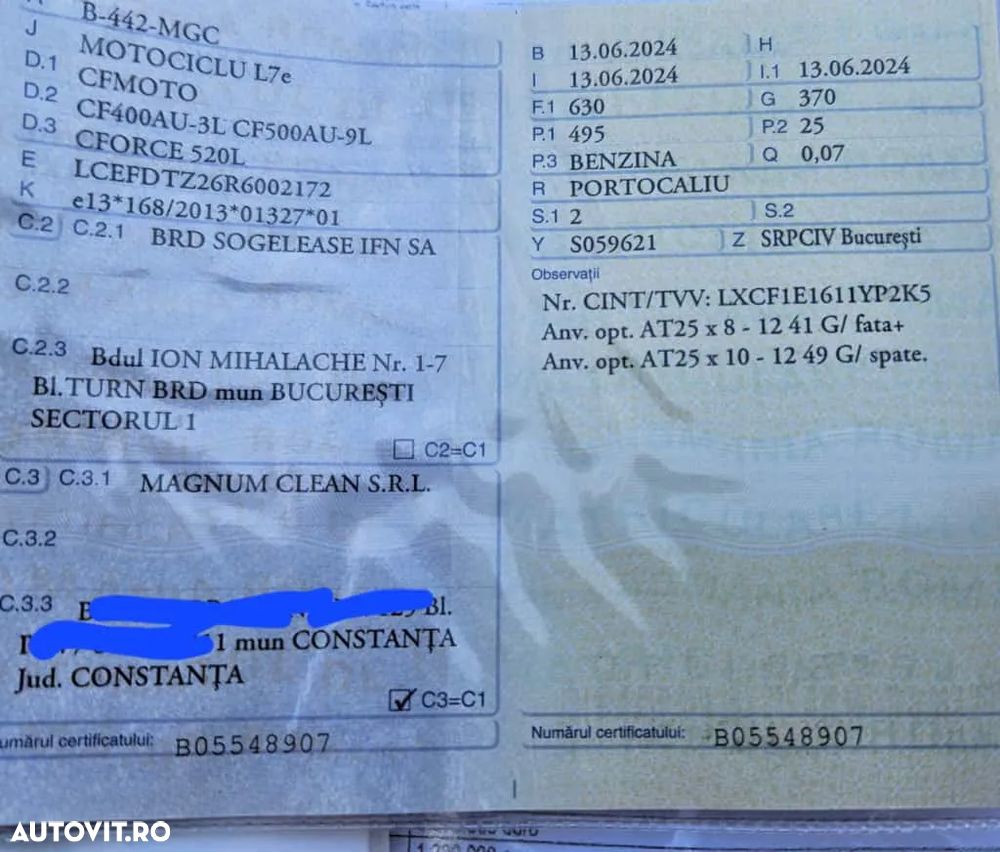 B-442-MGC
J MOTOCICLU L7e
D.1 CFMOTO
D.2 CF400AU-3L CF500AU-9L
D.3 CFORCE 520L
E LCEFDTZ26R6002172
K e13*168/2013*01327*01
C.2 C.2.1 BRD SOGELEASE IFN SA
C.2.2
C.2.3 Bdul ION MIHALACHE Nr. 1-7
Bl.TURN BRD mun BUCUREŞTI
SECTORUL 1
C2=C1
C.3 C.3.1 MAGNUM CLEAN S.R.L.
C.3.2
C.3.3 Bl.
1 mun CONSTANŢA
Jud. CONSTANŢA
C3=C1
umărul certificatului: B05548907
B 13.06.2024 H
I 13.06.2024 I.1 13.06.2024
F.1 630 G 370
P.1 495 P.2 25
P.3 BENZINA Q 0,07
R PORTOCALIU
S.1 2 S.2
Y S059621 Z SRPCIV Bucureşti
Observaţii
Nr. CINT/TVV: LXCF1E1611YP2K5
Anv. opt. AT25 x 8 - 12 41 G/ fata+
Anv. opt. AT25 x 10 - 12 49 G/ spate.
Numărul certificatului: B05548907
AUTOVIT.RO